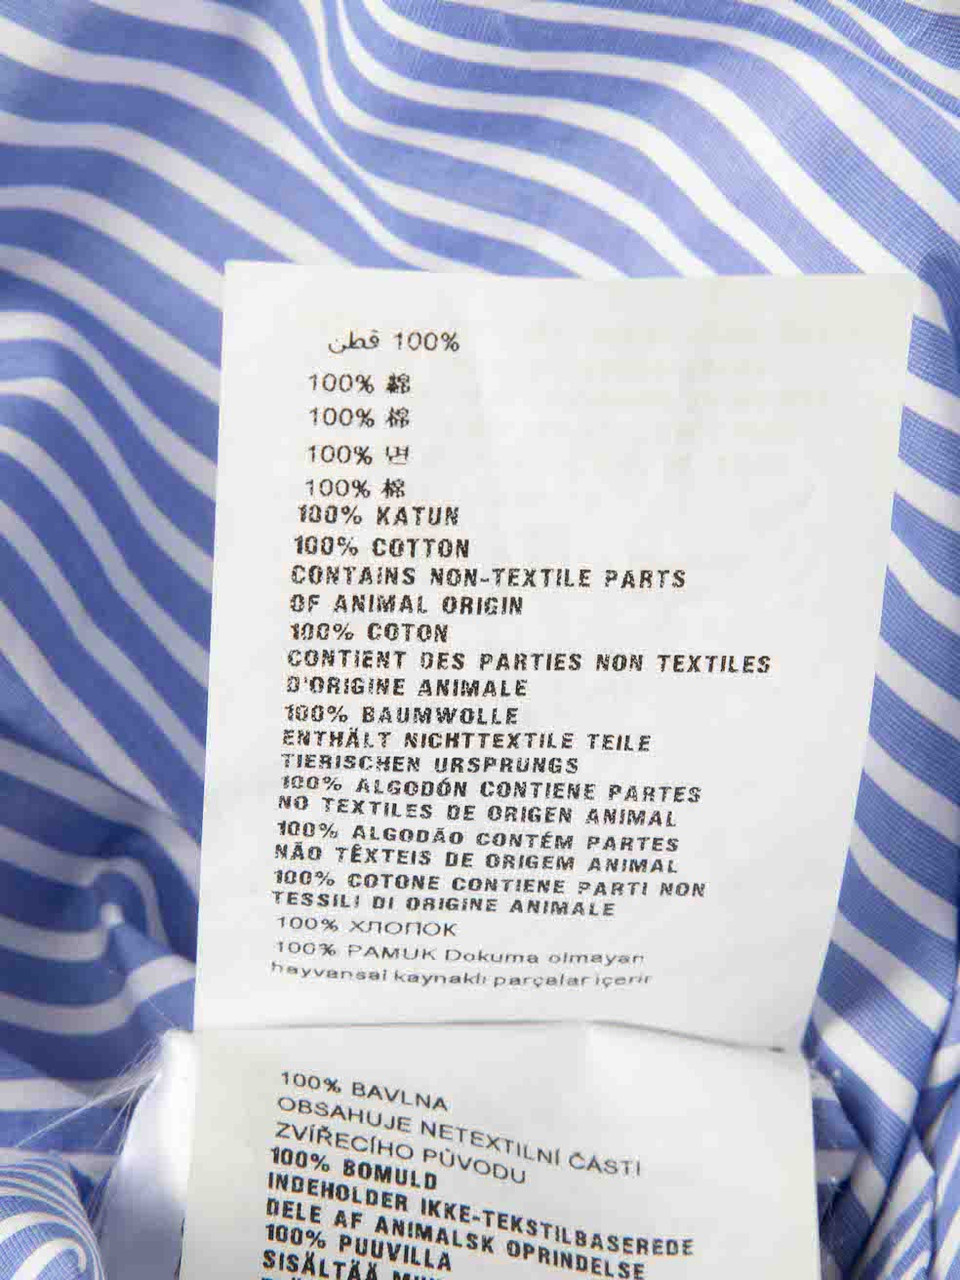 100% قطن
100% 棉
100% 棉
100% 면
100% 棉
100% KATUN
100% COTTON
CONTAINS NON-TEXTILE PARTS
OF ANIMAL ORIGIN
100% COTON
CONTIENT DES PARTIES NON TEXTILES
D'ORIGINE ANIMALE
100% BAUMWOLLE
ENTHÄLT NICHTTEXTILE TEILE
TIERISCHEN URSPRUNGS
100% ALGODÓN CONTIENE PARTES
NO TEXTILES DE ORIGEN ANIMAL
100% ALGODÃO CONTÉM PARTES
NÃO TÊXTEIS DE ORIGEM ANIMAL
100% COTONE CONTIENE PARTI NON
TESSILI DI ORIGINE ANIMALE
100% ХЛОПОК
100% PAMUK Dokuma olmayan
hayvansal kaynaklı parçalar içerir
100% BAVLNA
OBSAHUJE NETEXTILNÍ ČÁSTI
ZVÍŘECÍHO PŮVODU
100% BOMULD
INDEHOLDER IKKE-TEKSTILBASEREDE
DELE AF ANIMALSK OPRINDELSE
100% PUUVILLA
SISÄLTÄÄ